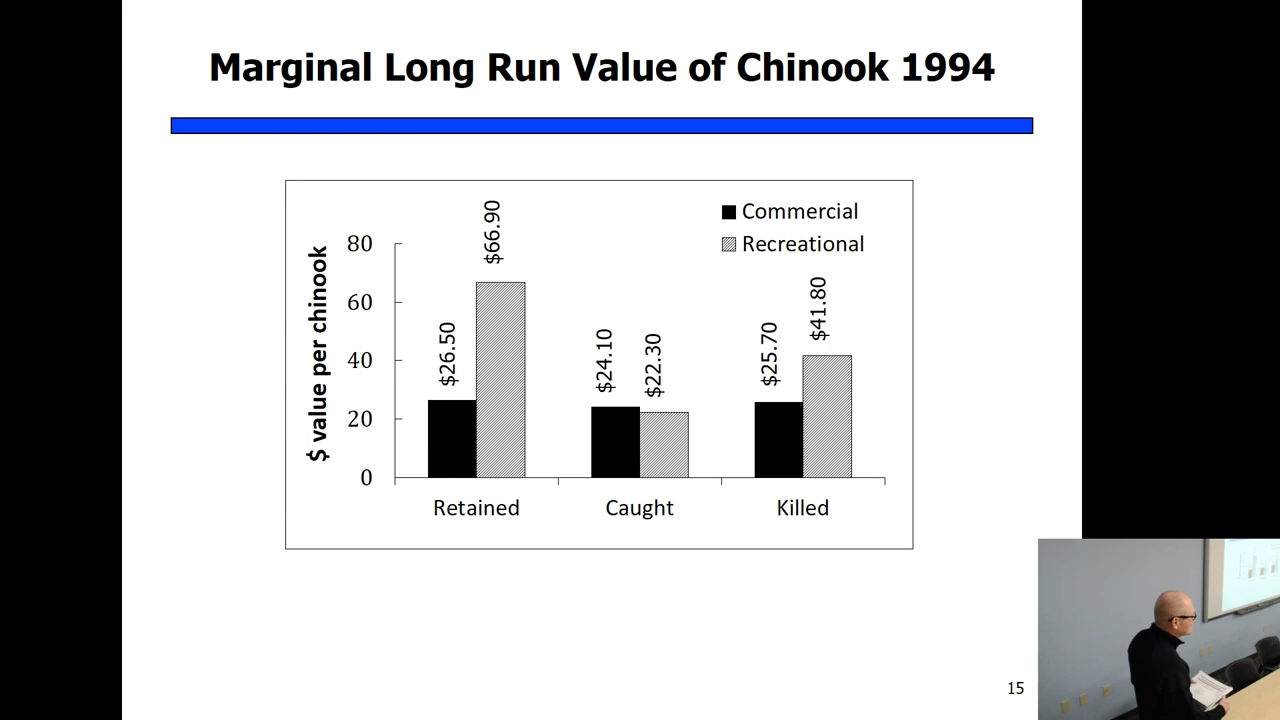 Marginal Long Run Value of Chinook 1994
$ value per chinook
80
60
40
20
0
$26.50
$66.90
$24.10
$22.30
$25.70
$41.80
Commercial
Recreational
Retained
Caught
Killed
15